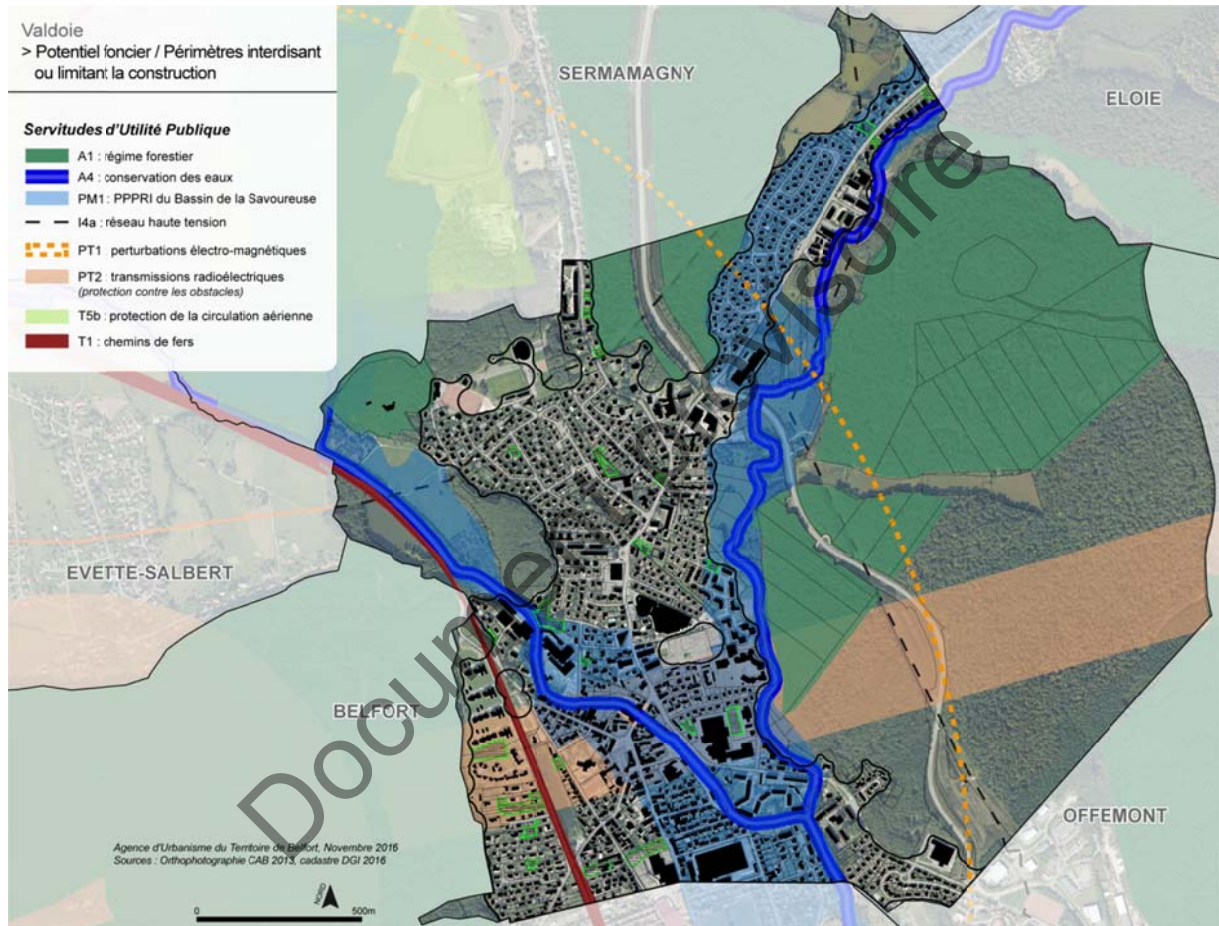 Valdoie
> Potentiel foncier / Périmètres interdisant
ou limitant la construction
Servitudes d'Utilité Publique
A1 : régime forestier
A4 : conservation des eaux
PM1 : PPPRI du Bassin de la Savoureuse
I4a : réseau haute tension
PT1 : perturbations électro-magnétiques
PT2 : transmissions radioélectriques
(protection contre les obstacles)
T5b : protection de la circulation aérienne
T1 : chemins de fers
SERMAMAGNY
ELOIE
EVETTE-SALBERT
BELFORT
OFFEMONT
Document provisoire
Agence d'Urbanisme du Territoire de Belfort, Novembre 2016
Sources : Orthophotographie CAB 2013, cadastre DGI 2016
NORD
0 500m